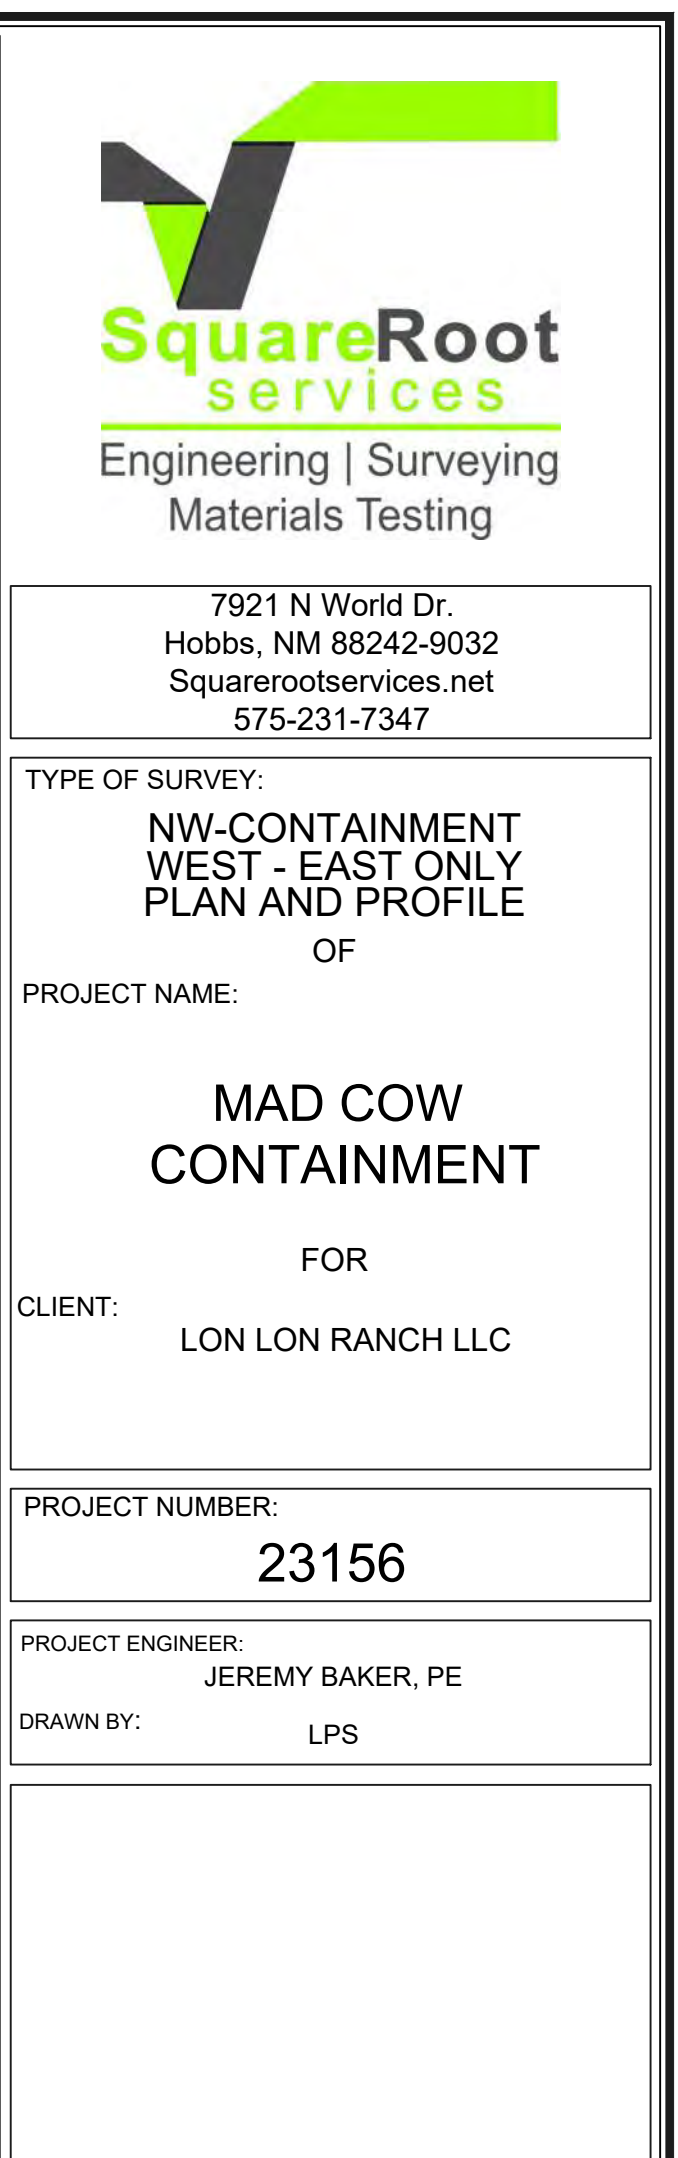 SquareRoot
services
Engineering | Surveying
Materials Testing
7921 N World Dr.
Hobbs, NM 88242-9032
Squarerootservices.net
575-231-7347
TYPE OF SURVEY:
NW-CONTAINMENT
WEST - EAST ONLY
PLAN AND PROFILE
OF
PROJECT NAME:
MAD COW
CONTAINMENT
FOR
CLIENT:
LON LON RANCH LLC
PROJECT NUMBER:
23156
PROJECT ENGINEER:
JEREMY BAKER, PE
DRAWN BY:
LPS